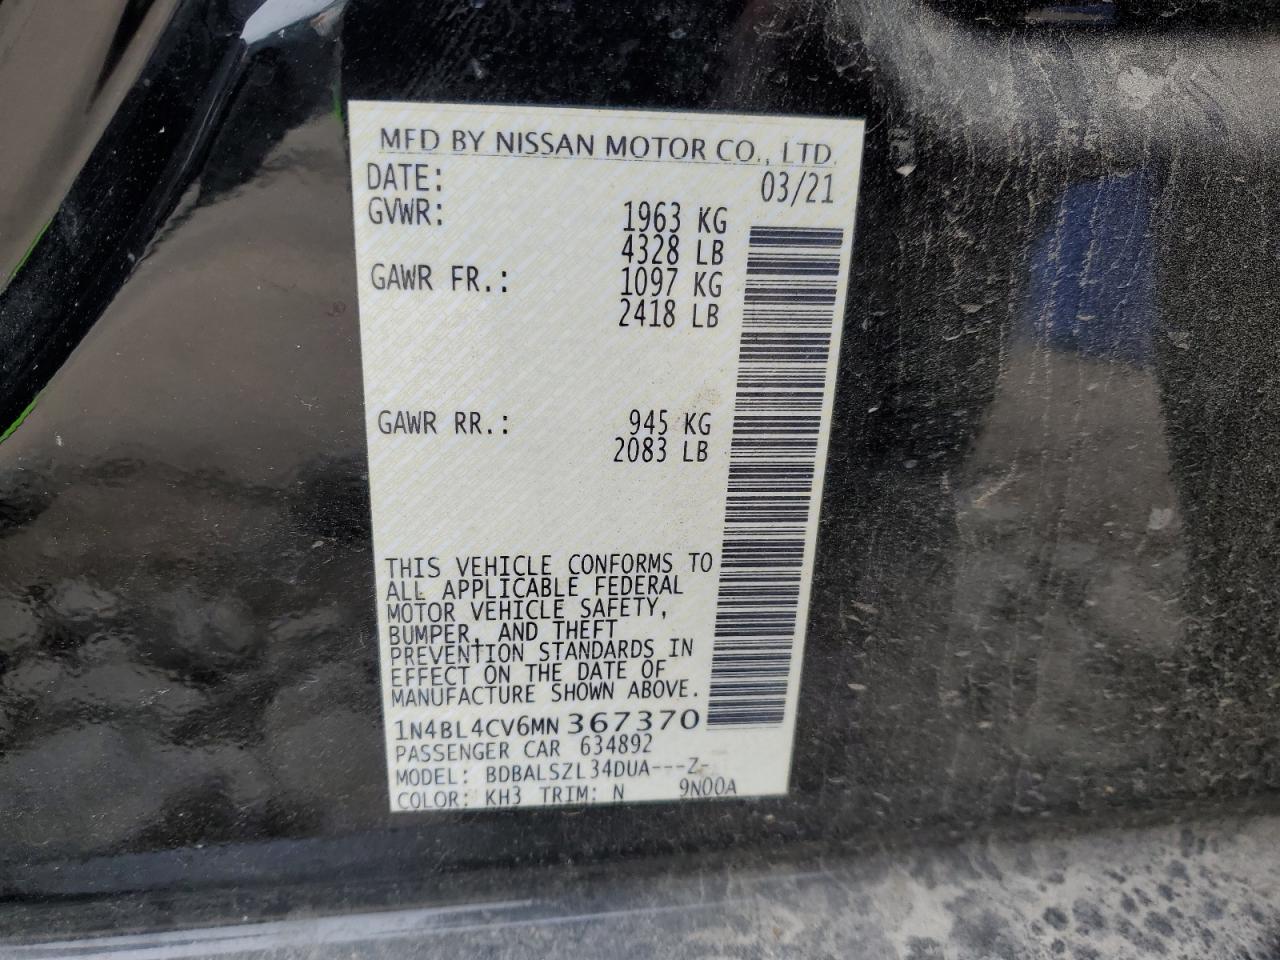 MFD BY NISSAN MOTOR CO., LTD.
DATE: 03/21
GVWR: 1963 KG
4328 LB
GAWR FR.: 1097 KG
2418 LB
GAWR RR.: 945 KG
2083 LB
THIS VEHICLE CONFORMS TO
ALL APPLICABLE FEDERAL
MOTOR VEHICLE SAFETY,
BUMPER, AND THEFT
PREVENTION STANDARDS IN
EFFECT ON THE DATE OF
MANUFACTURE SHOWN ABOVE.
1N4BL4CV6MN367370
PASSENGER CAR 634892
MODEL: BDBALSZL34DUA---Z-
COLOR: KH3 TRIM: N 9N00A